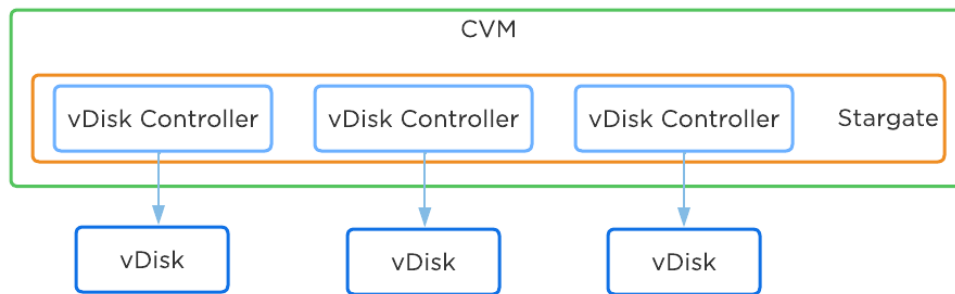 CVM
vDisk Controller
vDisk Controller
vDisk Controller
Stargate
vDisk
vDisk
vDisk